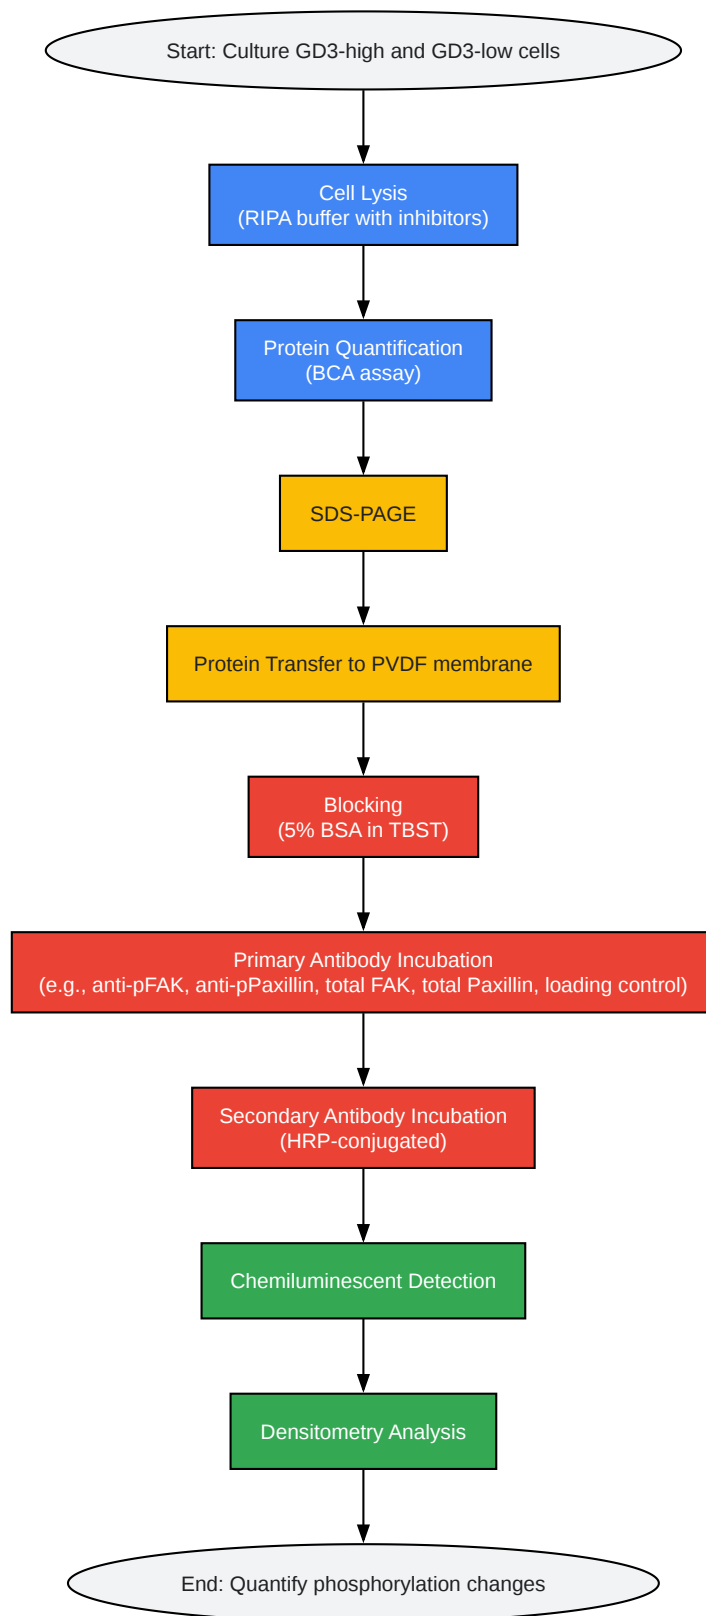 Start: Culture GD3-high and GD3-low cells
Cell Lysis
(RIPA buffer with inhibitors)
Protein Quantification
(BCA assay)
SDS-PAGE
Protein Transfer to PVDF membrane
Blocking
(5% BSA in TBST)
Primary Antibody Incubation
(e.g., anti-pFAK, anti-pPaxillin, total FAK, total Paxillin, loading control)
Secondary Antibody Incubation
(HRP-conjugated)
Chemiluminescent Detection
Densitometry Analysis
End: Quantify phosphorylation changes